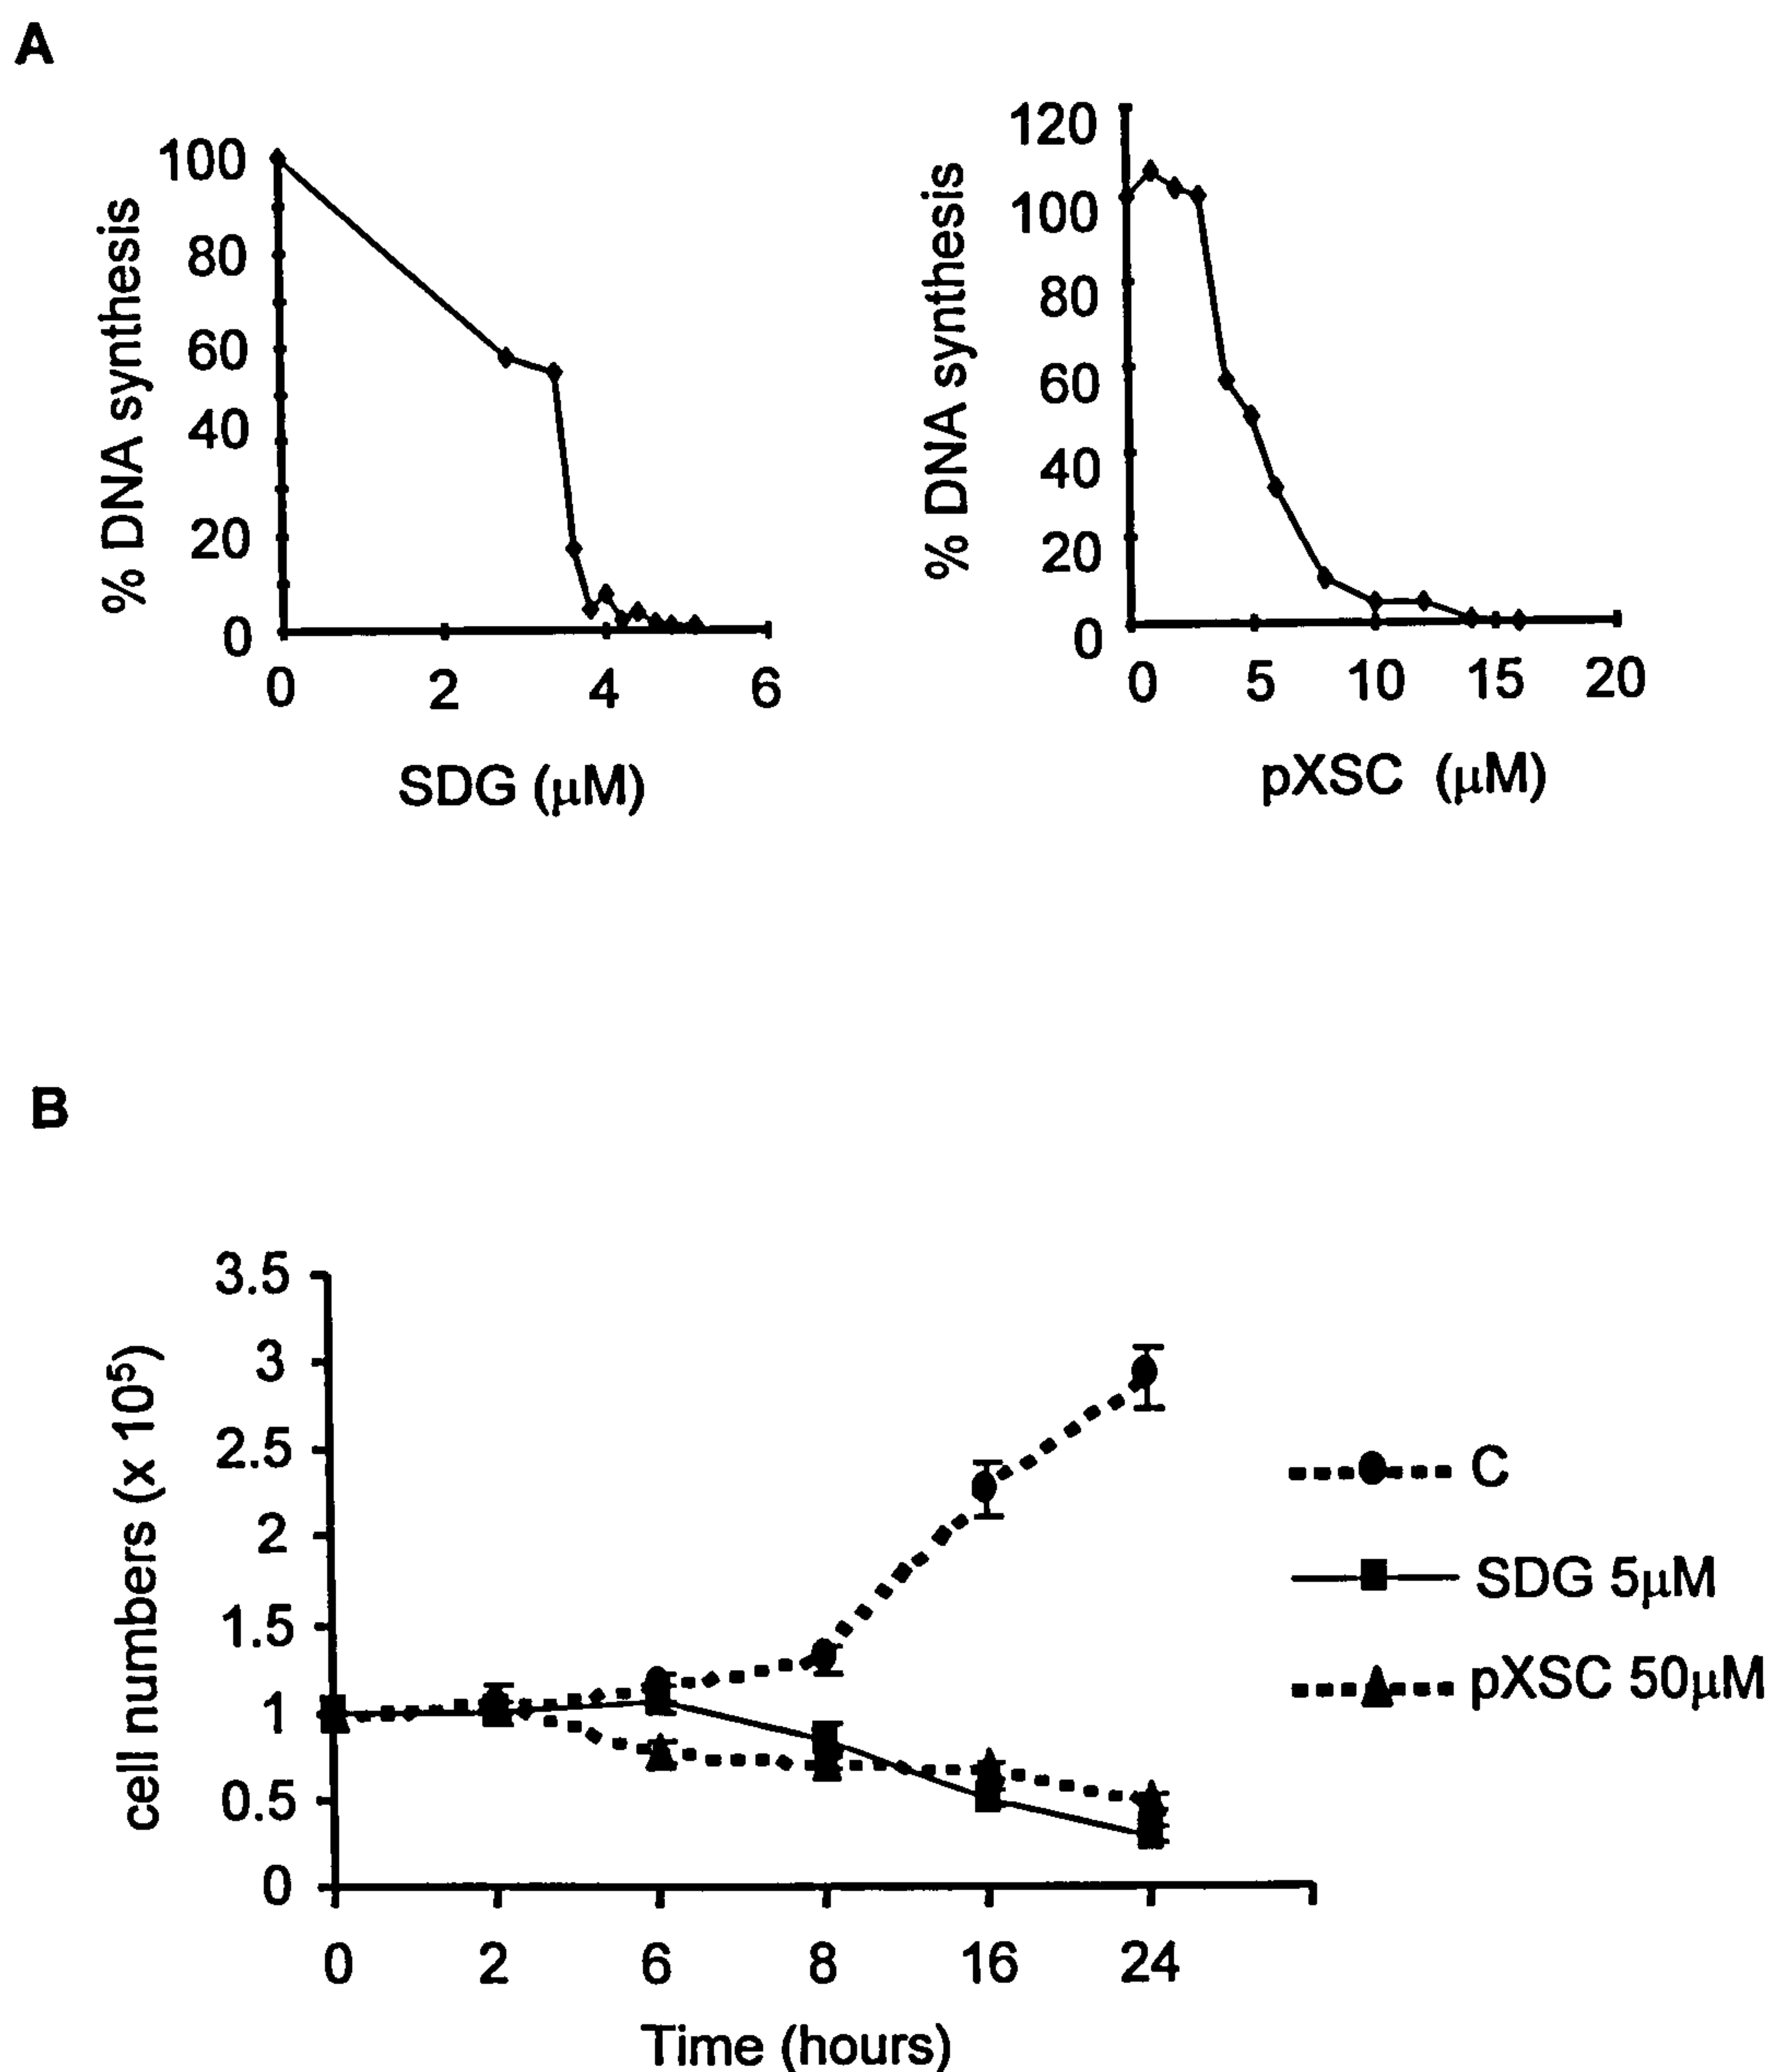 A
% DNA synthesis
100
80
60
40
20
0
0 2 4 6
SDG (μM)
% DNA synthesis
120
100
80
60
40
20
0
0 5 10 15 20
pXSC (μM)
B
cell numbers (x 10⁵)
3.5
3
2.5
2
1.5
1
0.5
0
0 2 6 8 16 24
Time (hours)
C
SDG 5μM
pXSC 50μM